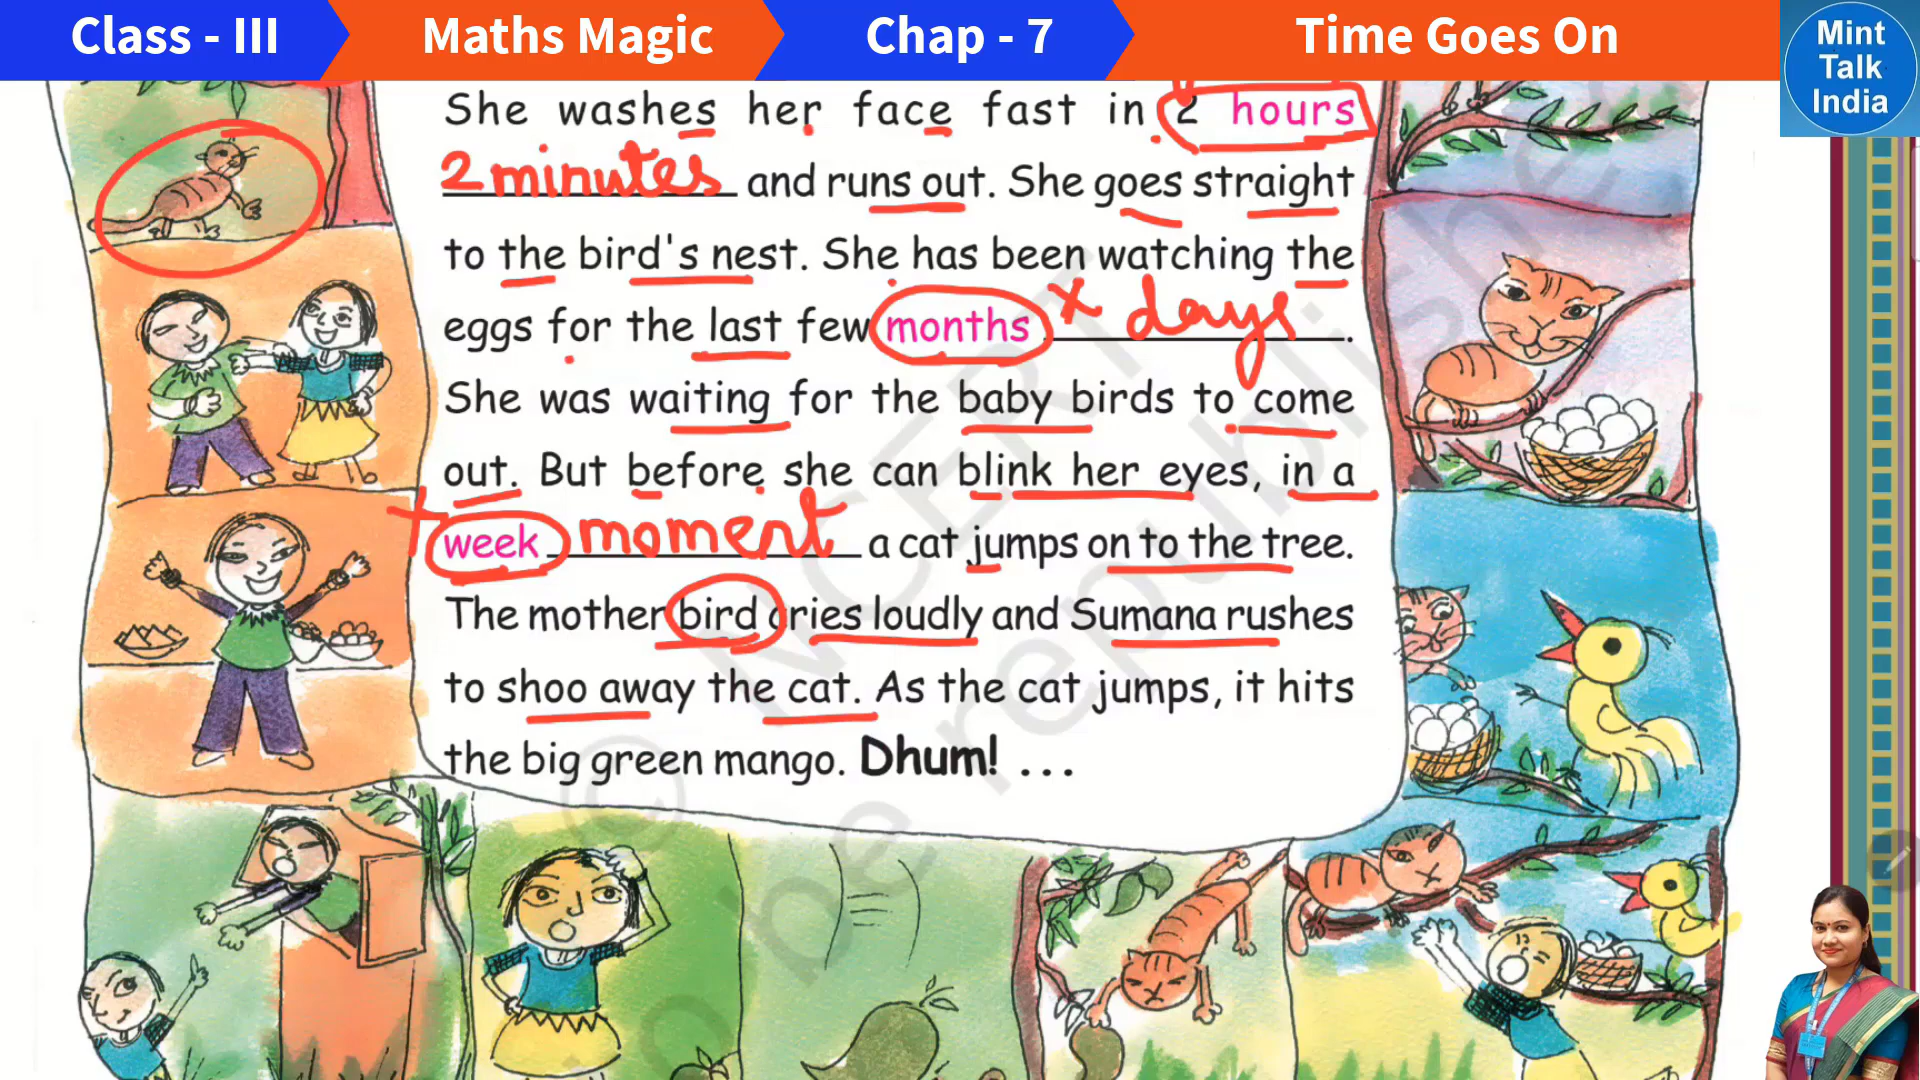 Class - III
Maths Magic
Chap - 7
Time Goes On
Mint
Talk
India
She washes her face fast in 2 hours
2 minutes and runs out. She goes straight
to the bird's nest. She has been watching the
eggs for the last few months x days.
She was waiting for the baby birds to come
out. But before she can blink her eyes, in a
week moment a cat jumps on to the tree.
The mother bird cries loudly and Sumana rushes
to shoo away the cat. As the cat jumps, it hits
the big green mango. Dhum! ...
© NCERT
be republished